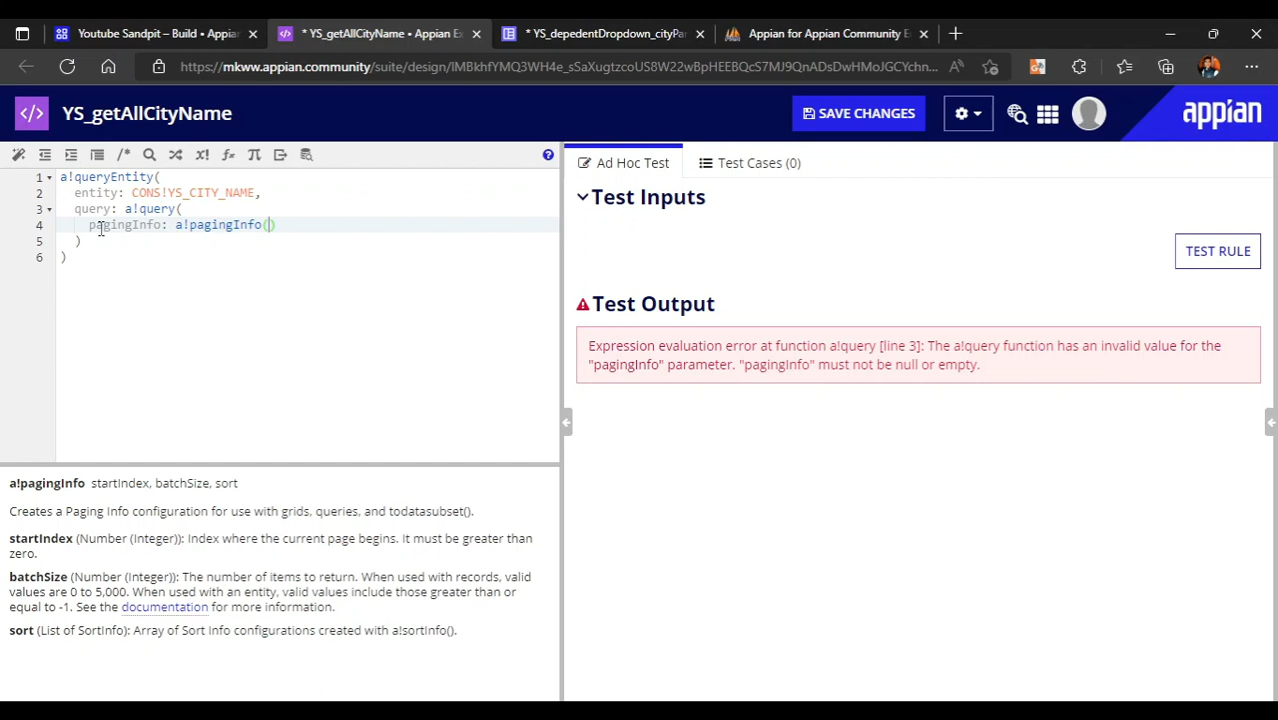 Youtube Sandpit – Build • Appian
* YS_getAllCityName • Appian Ex
* YS_depedentDropdown_cityPar
Appian for Appian Community E
https://mkww.appian.community/suite/design/
YS_getAllCityName
SAVE CHANGES
appian
1 a!queryEntity(
2 entity: CONS!YS_CITY_NAME,
3 query: a!query(
4 pagingInfo: a!pagingInfo()
5 )
6 )
Ad Hoc Test
Test Cases (0)
Test Inputs
TEST RULE
Test Output
Expression evaluation error at function a!query [line 3]: The a!query function has an invalid value for the
"pagingInfo" parameter. "pagingInfo" must not be null or empty.
a!pagingInfo startIndex, batchSize, sort
Creates a Paging Info configuration for use with grids, queries, and todatasubset().
startIndex (Number (Integer)): Index where the current page begins. It must be greater than
zero.
batchSize (Number (Integer)): The number of items to return. When used with records, valid
values are 0 to 5,000. When used with an entity, valid values include those greater than or
equal to -1. See the documentation for more information.
sort (List of SortInfo): Array of Sort Info configurations created with a!sortInfo().